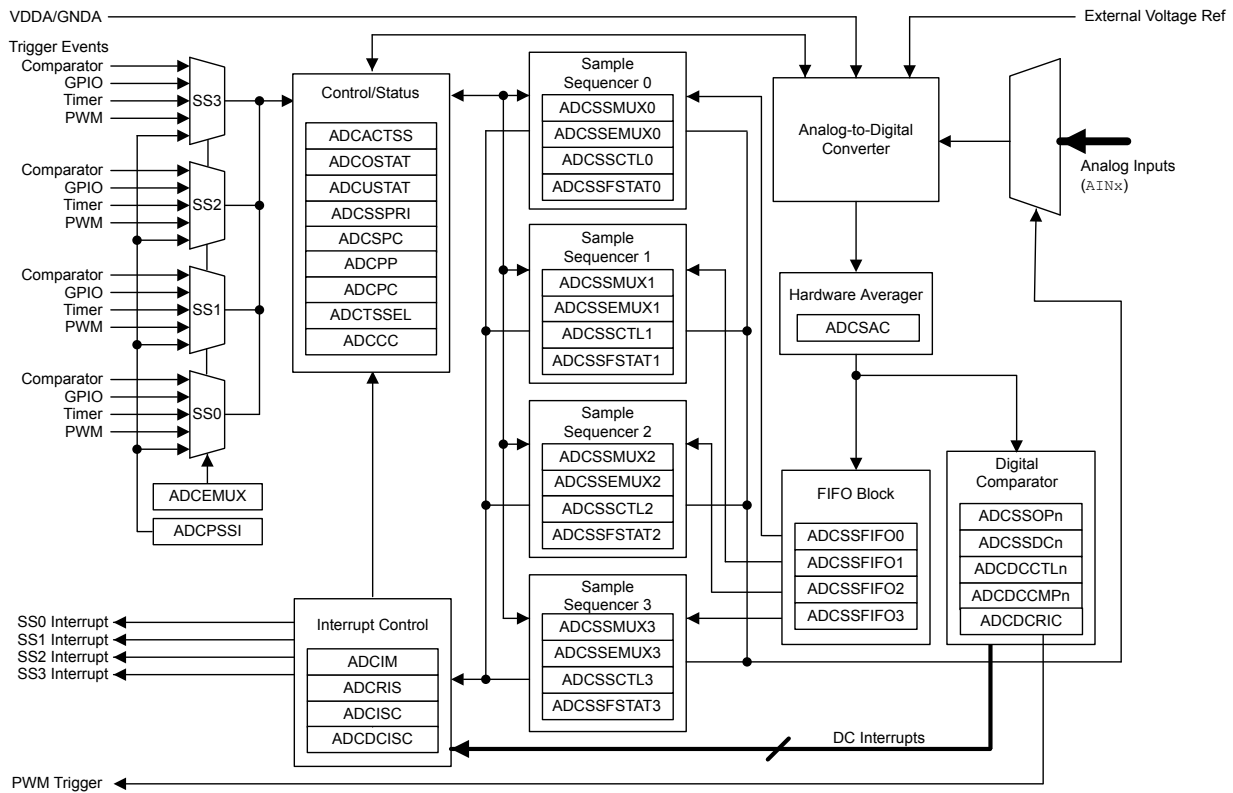 VDDA/GNDA
External Voltage Ref
Trigger Events
Comparator
GPIO
Timer
PWM
SS3
Comparator
GPIO
Timer
PWM
SS2
Comparator
GPIO
Timer
PWM
SS1
Comparator
GPIO
Timer
PWM
SS0
ADCEMUX
ADCPSSI
Control/Status
ADCACTSS
ADCOSTAT
ADCUSTAT
ADCSSPRI
ADCSPC
ADCPP
ADCPC
ADCTSSEL
ADCCC
Sample
Sequencer 0
ADCSSMUX0
ADCSSEMUX0
ADCSSCTL0
ADCSSFSTAT0
Sample
Sequencer 1
ADCSSMUX1
ADCSSEMUX1
ADCSSCTL1
ADCSSFSTAT1
Sample
Sequencer 2
ADCSSMUX2
ADCSSEMUX2
ADCSSCTL2
ADCSSFSTAT2
Sample
Sequencer 3
ADCSSMUX3
ADCSSEMUX3
ADCSSCTL3
ADCSSFSTAT3
Analog-to-Digital
Converter
Analog Inputs
(AINx)
Hardware Averager
ADCSAC
FIFO Block
ADCSSFIFO0
ADCSSFIFO1
ADCSSFIFO2
ADCSSFIFO3
Digital
Comparator
ADCSSOPn
ADCSSDCn
ADCDCCTLn
ADCDCCMPn
ADCDCRIC
SS0 Interrupt
SS1 Interrupt
SS2 Interrupt
SS3 Interrupt
Interrupt Control
ADCIM
ADCRIS
ADCISC
ADCDCISC
DC Interrupts
PWM Trigger